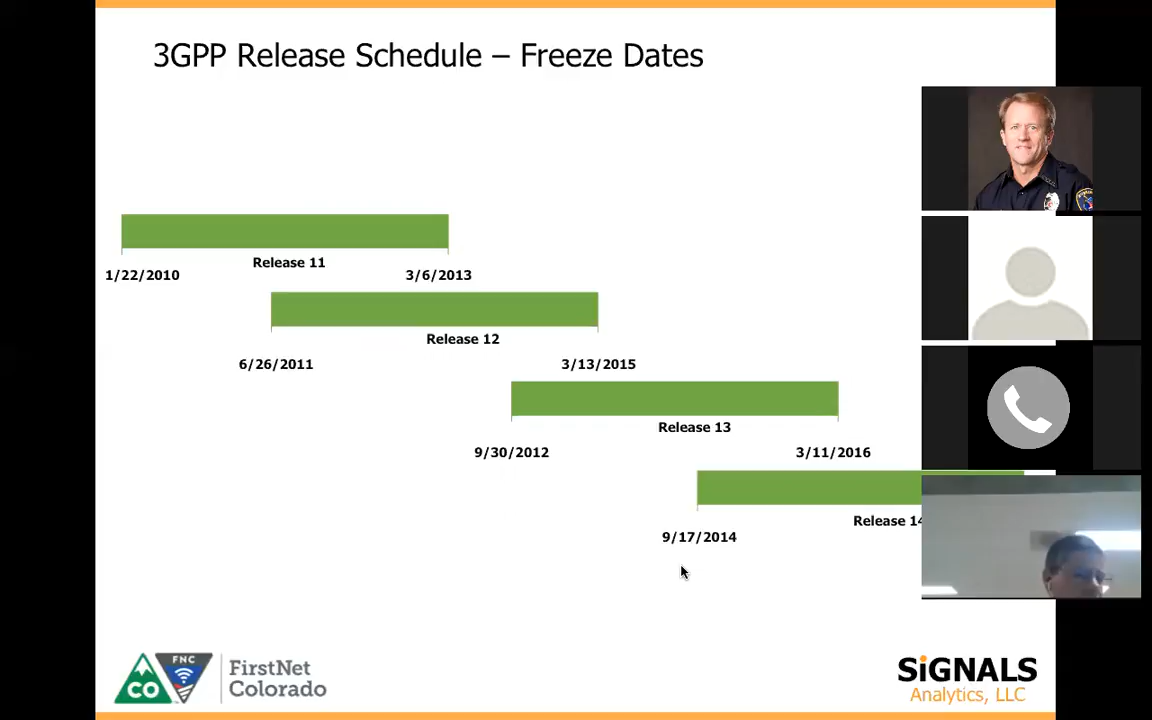 3GPP Release Schedule – Freeze Dates
Release 11
1/22/2010
3/6/2013
Release 12
6/26/2011
3/13/2015
Release 13
9/30/2012
3/11/2016
Release 14
9/17/2014
FNC
CO
FirstNet
Colorado
SiGNALS
Analytics, LLC